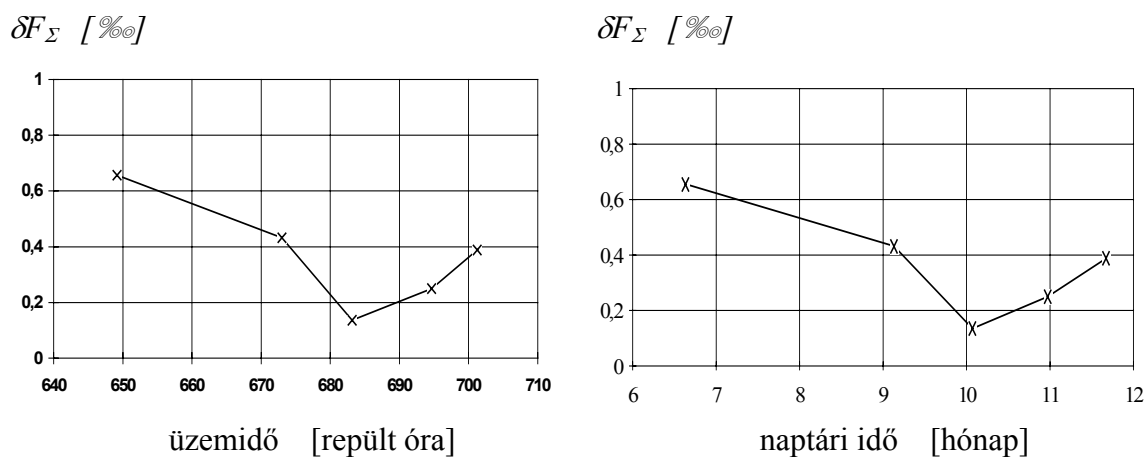 δF_Σ [‰]
1
0,8
0,6
0,4
0,2
0
640 650 660 670 680 690 700 710
üzemidő [repült óra]
δF_Σ [‰]
1
0,8
0,6
0,4
0,2
0
6 7 8 9 10 11 12
naptári idő [hónap]